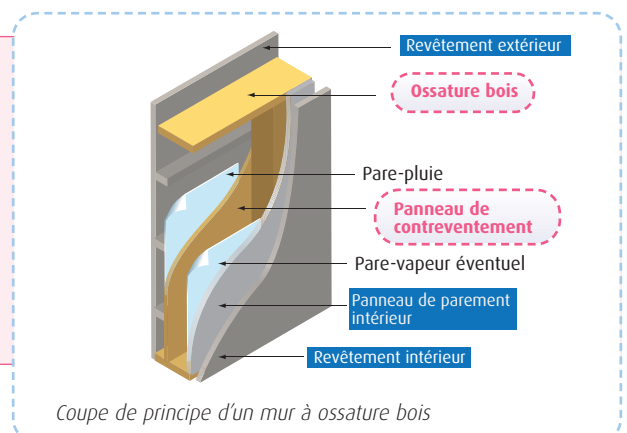 Revêtement extérieur
Ossature bois
Pare-pluie
Panneau de
contreventement
Pare-vapeur éventuel
Panneau de parement
intérieur
Revêtement intérieur
Coupe de principe d'un mur à ossature bois